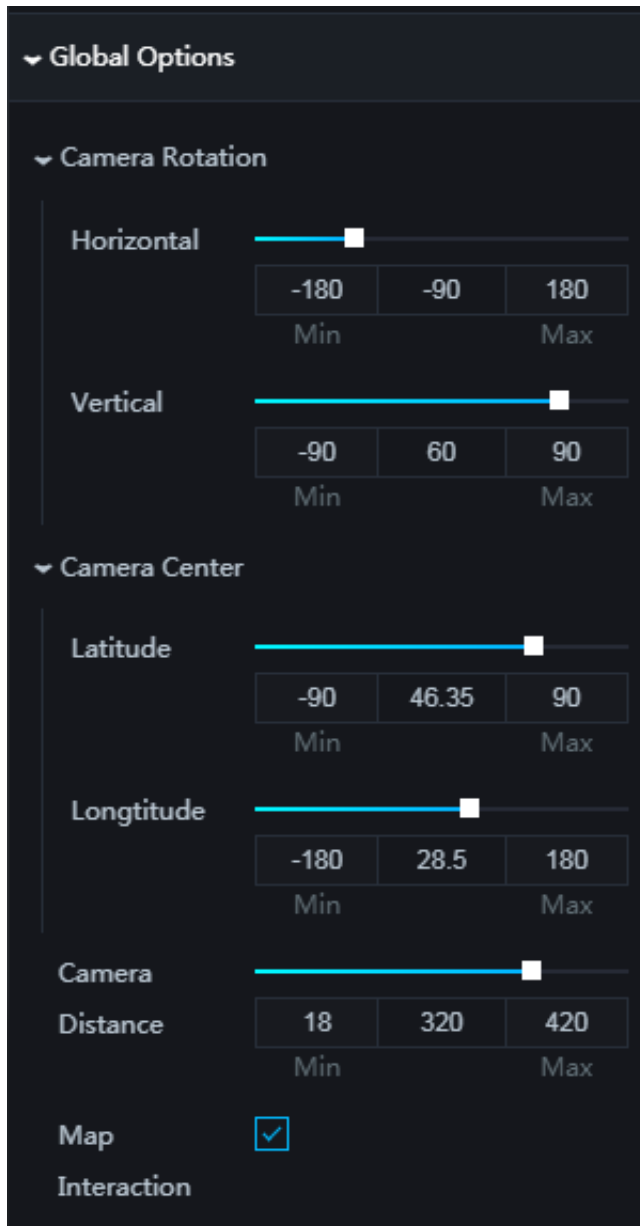 Global Options
Camera Rotation
Horizontal
-180 -90 180
Min Max
Vertical
-90 60 90
Min Max
Camera Center
Latitude
-90 46.35 90
Min Max
Longtitude
-180 28.5 180
Min Max
Camera
Distance 18 320 420
Min Max
Map
Interaction